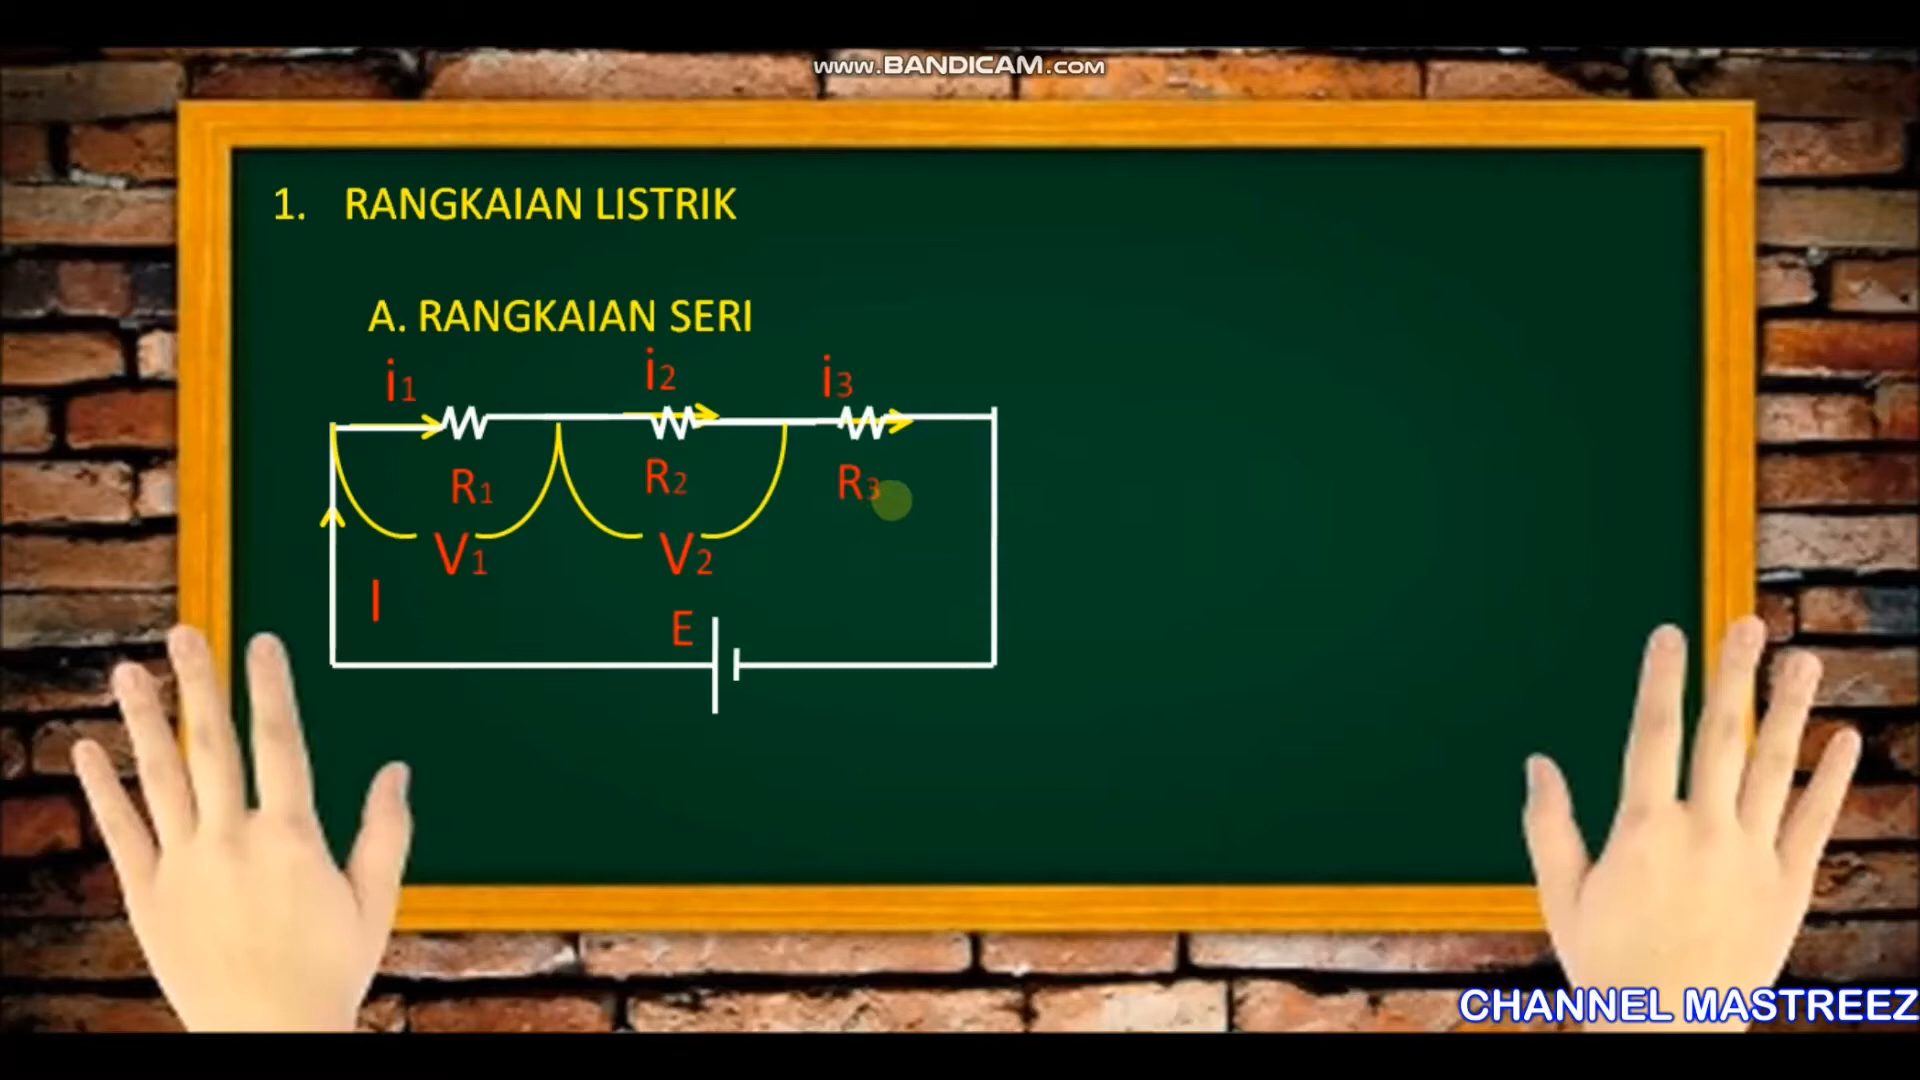 www.BANDICAM.com
1. RANGKAIAN LISTRIK
A. RANGKAIAN SERI
i1 i2 i3
R1 R2 R3
V1 V2
I
E
CHANNEL MASTREEZ